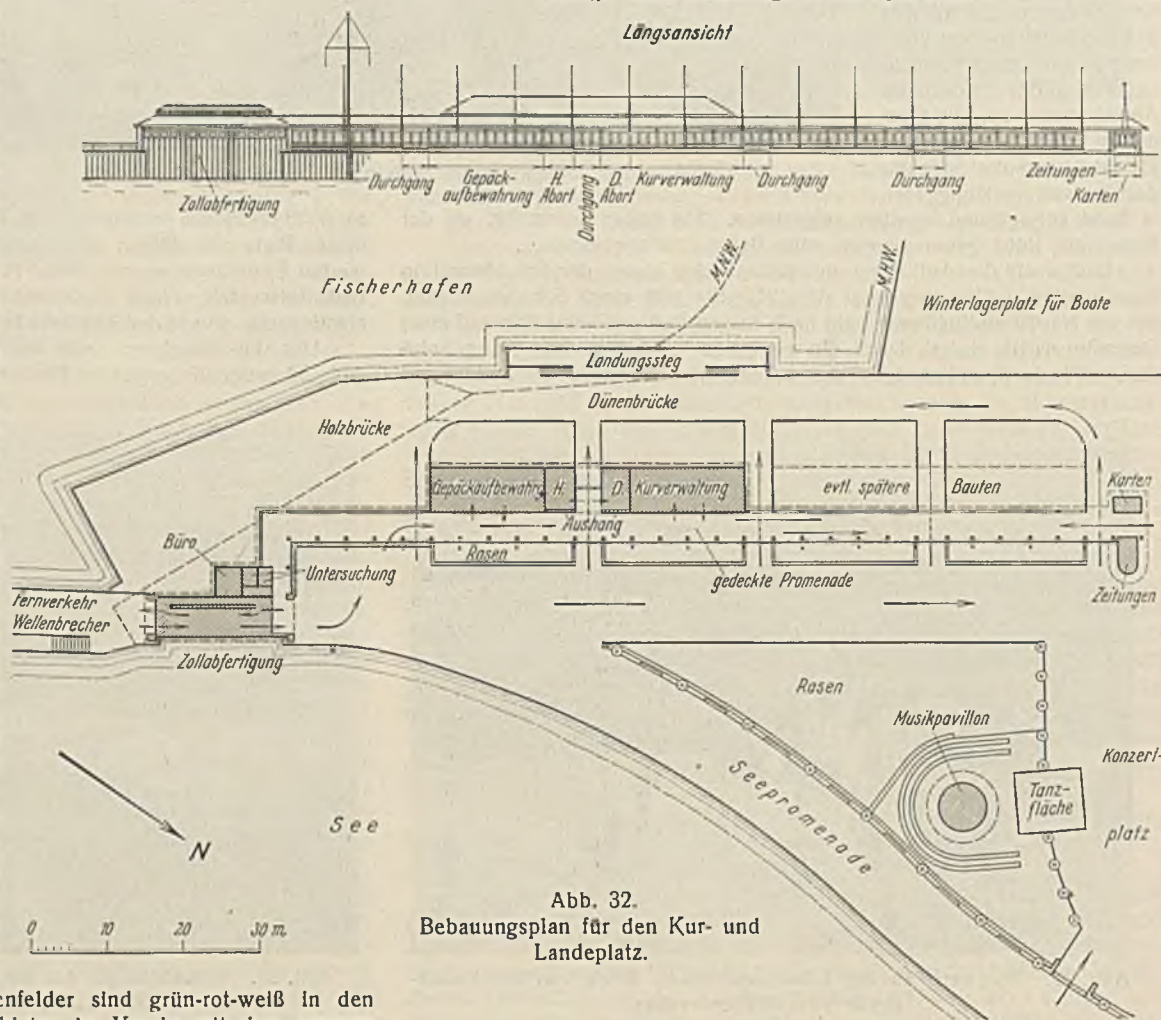 Längsansicht
Durchgang
Gepäck-
aufbewahrung
H.
Abort
Durchgang
D.
Abort
Kurverwaltung
Durchgang
Durchgang
Zeitungen
Karten
Zollabfertigung
Fischerhafen
M.N.W.
M.H.W.
Winterlagerplatz für Boote
Landungssteg
Dünenbrücke
Holzbrücke
Gepäckaufbewahrg
H.
D.
Kurverwaltung
evtl. spätere Bauten
Karten
Aushang
Büro
Rasen
Untersuchung
gedeckte Promenade
Zeitungen
Fernverkehr
Wellenbrecher
Zollabfertigung
Rasen
Musikpavillon
Konzert-
platz
Tanz-
fläche
Seepromenade
See
N
0 10 20 30 m.
Abb. 32.
Bebauungsplan für den Kur- und
Landeplatz.
enfelder sind grün-rot-weiß in den